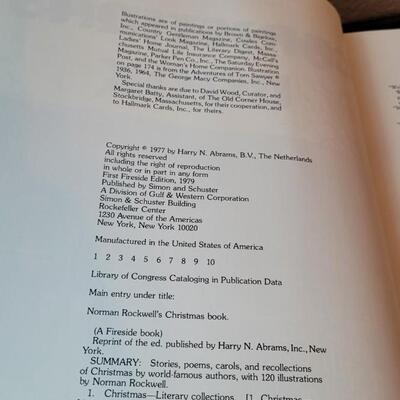 Illustrations are of paintings or portions of paintings
which appeared in publications by Brown & Bigelow,
Inc., Country Gentleman Magazine, Cowles Com-
munications' Look Magazine, Hallmark Cards, Inc.,
Ladies' Home Journal, The Literary Digest, Massa-
chusetts Mutual Life Insurance Company, McCall's
Magazine, Parker Pen Co., Inc., The Saturday Evening
Post, and the Woman's Home Companion. Illustration
on page 174 is from the Adventures of Tom Sawyer ©
1936, 1964, The George Macy Companies, Inc., New
York.
Special thanks are due to David Wood, Curator, and
Margaret Batty, Assistant, of The Old Corner House,
Stockbridge, Massachusetts, for their cooperation, and
to Hallmark Cards, Inc., for theirs.
Copyright © 1977 by Harry N. Abrams, B.V., The Netherlands
All rights reserved
including the right of reproduction
in whole or in part in any form
First Fireside Edition, 1979
Published by Simon and Schuster
A Division of Gulf & Western Corporation
Simon & Schuster Building
Rockefeller Center
1230 Avenue of the Americas
New York, New York 10020
Manufactured in the United States of America
1 2 3 4 5 6 7 8 9 10
Library of Congress Cataloging in Publication Data
Main entry under title:
Norman Rockwell's Christmas book.
(A Fireside book)
Reprint of the ed. published by Harry N. Abrams, Inc., New
York.
SUMMARY: Stories, poems, carols, and recollections
of Christmas by world-famous authors, with 120 illustrations
by Norman Rockwell.
1. Christmas—Literary collections. [1. Christmas